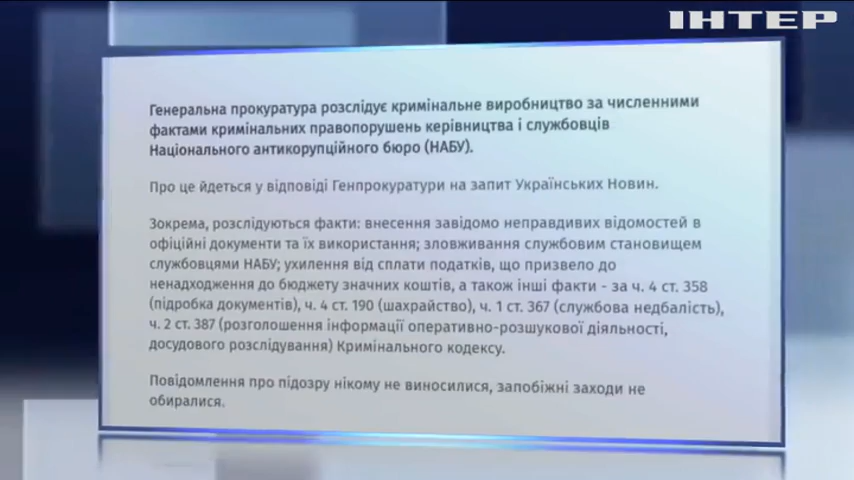 ІНТЕР
Генеральна прокуратура розслідує кримінальне виробництво за численними
фактами кримінальних правопорушень керівництва і службовців
Національного антикорупційного бюро (НАБУ).
Про це йдеться у відповіді Генпрокуратури на запит Українських Новин.
Зокрема, розслідуються факти: внесення завідомо неправдивих відомостей в
офіційні документи та їх використання; зловживання службовим становищем
службовцями НАБУ; ухилення від сплати податків, що призвело до
ненадходження до бюджету значних коштів, а також інші факти - за ч. 4 ст. 358
(підробка документів), ч. 4 ст. 190 (шахрайство), ч. 1 ст. 367 (службова недбалість),
ч. 2 ст. 387 (розголошення інформації оперативно-розшукової діяльності,
досудового розслідування) Кримінального кодексу.
Повідомлення про підозру нікому не виносилися, запобіжні заходи не
обиралися.